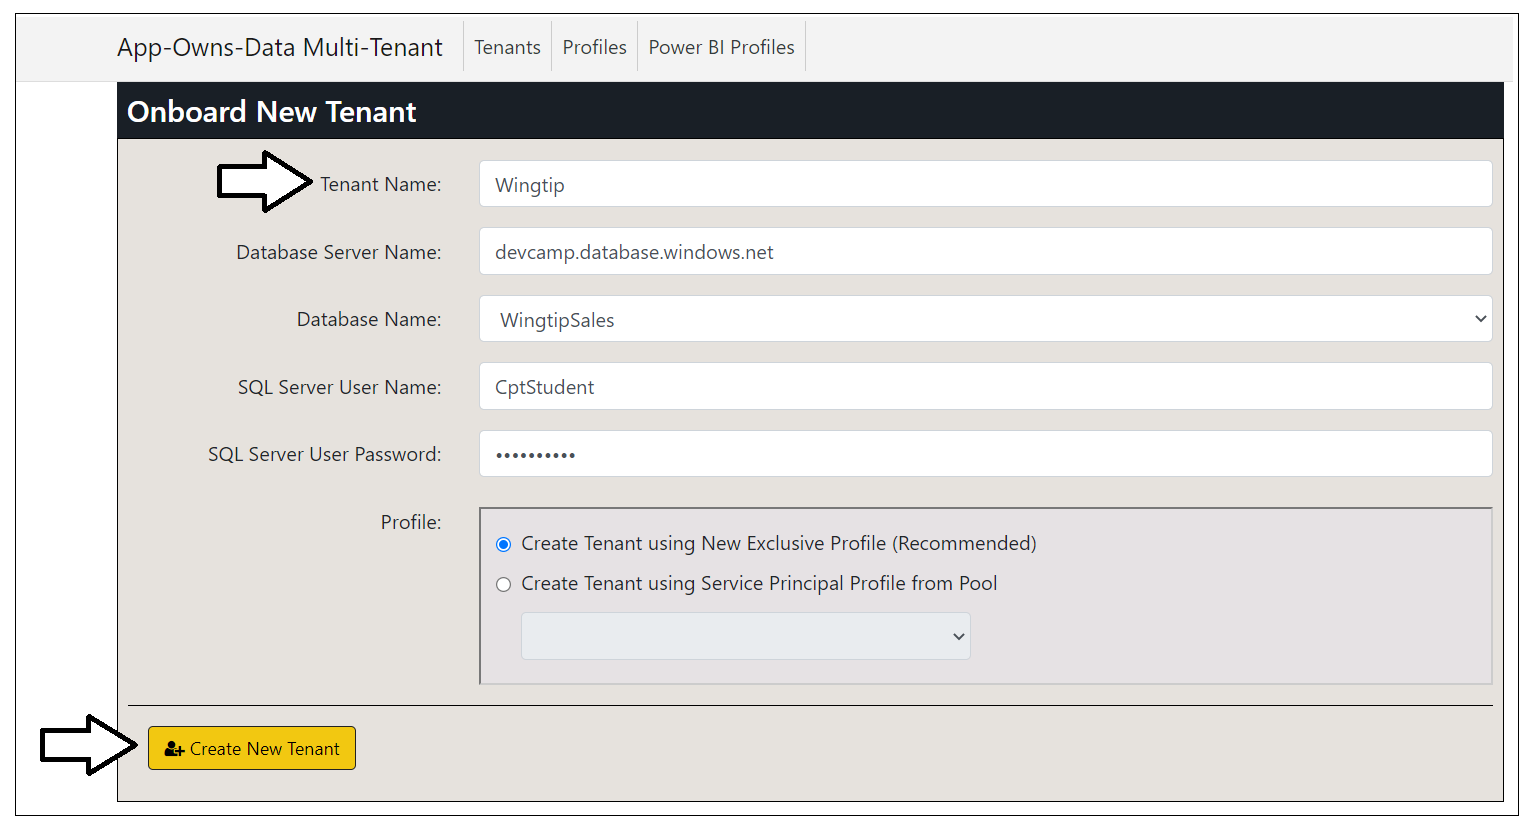 App-Owns-Data Multi-Tenant Tenants Profiles Power BI Profiles
Onboard New Tenant
Tenant Name: Wingtip
Database Server Name: devcamp.database.windows.net
Database Name: WingtipSales
SQL Server User Name: CptStudent
SQL Server User Password: ••••••••••
Profile:
Create Tenant using New Exclusive Profile (Recommended)
Create Tenant using Service Principal Profile from Pool
Create New Tenant